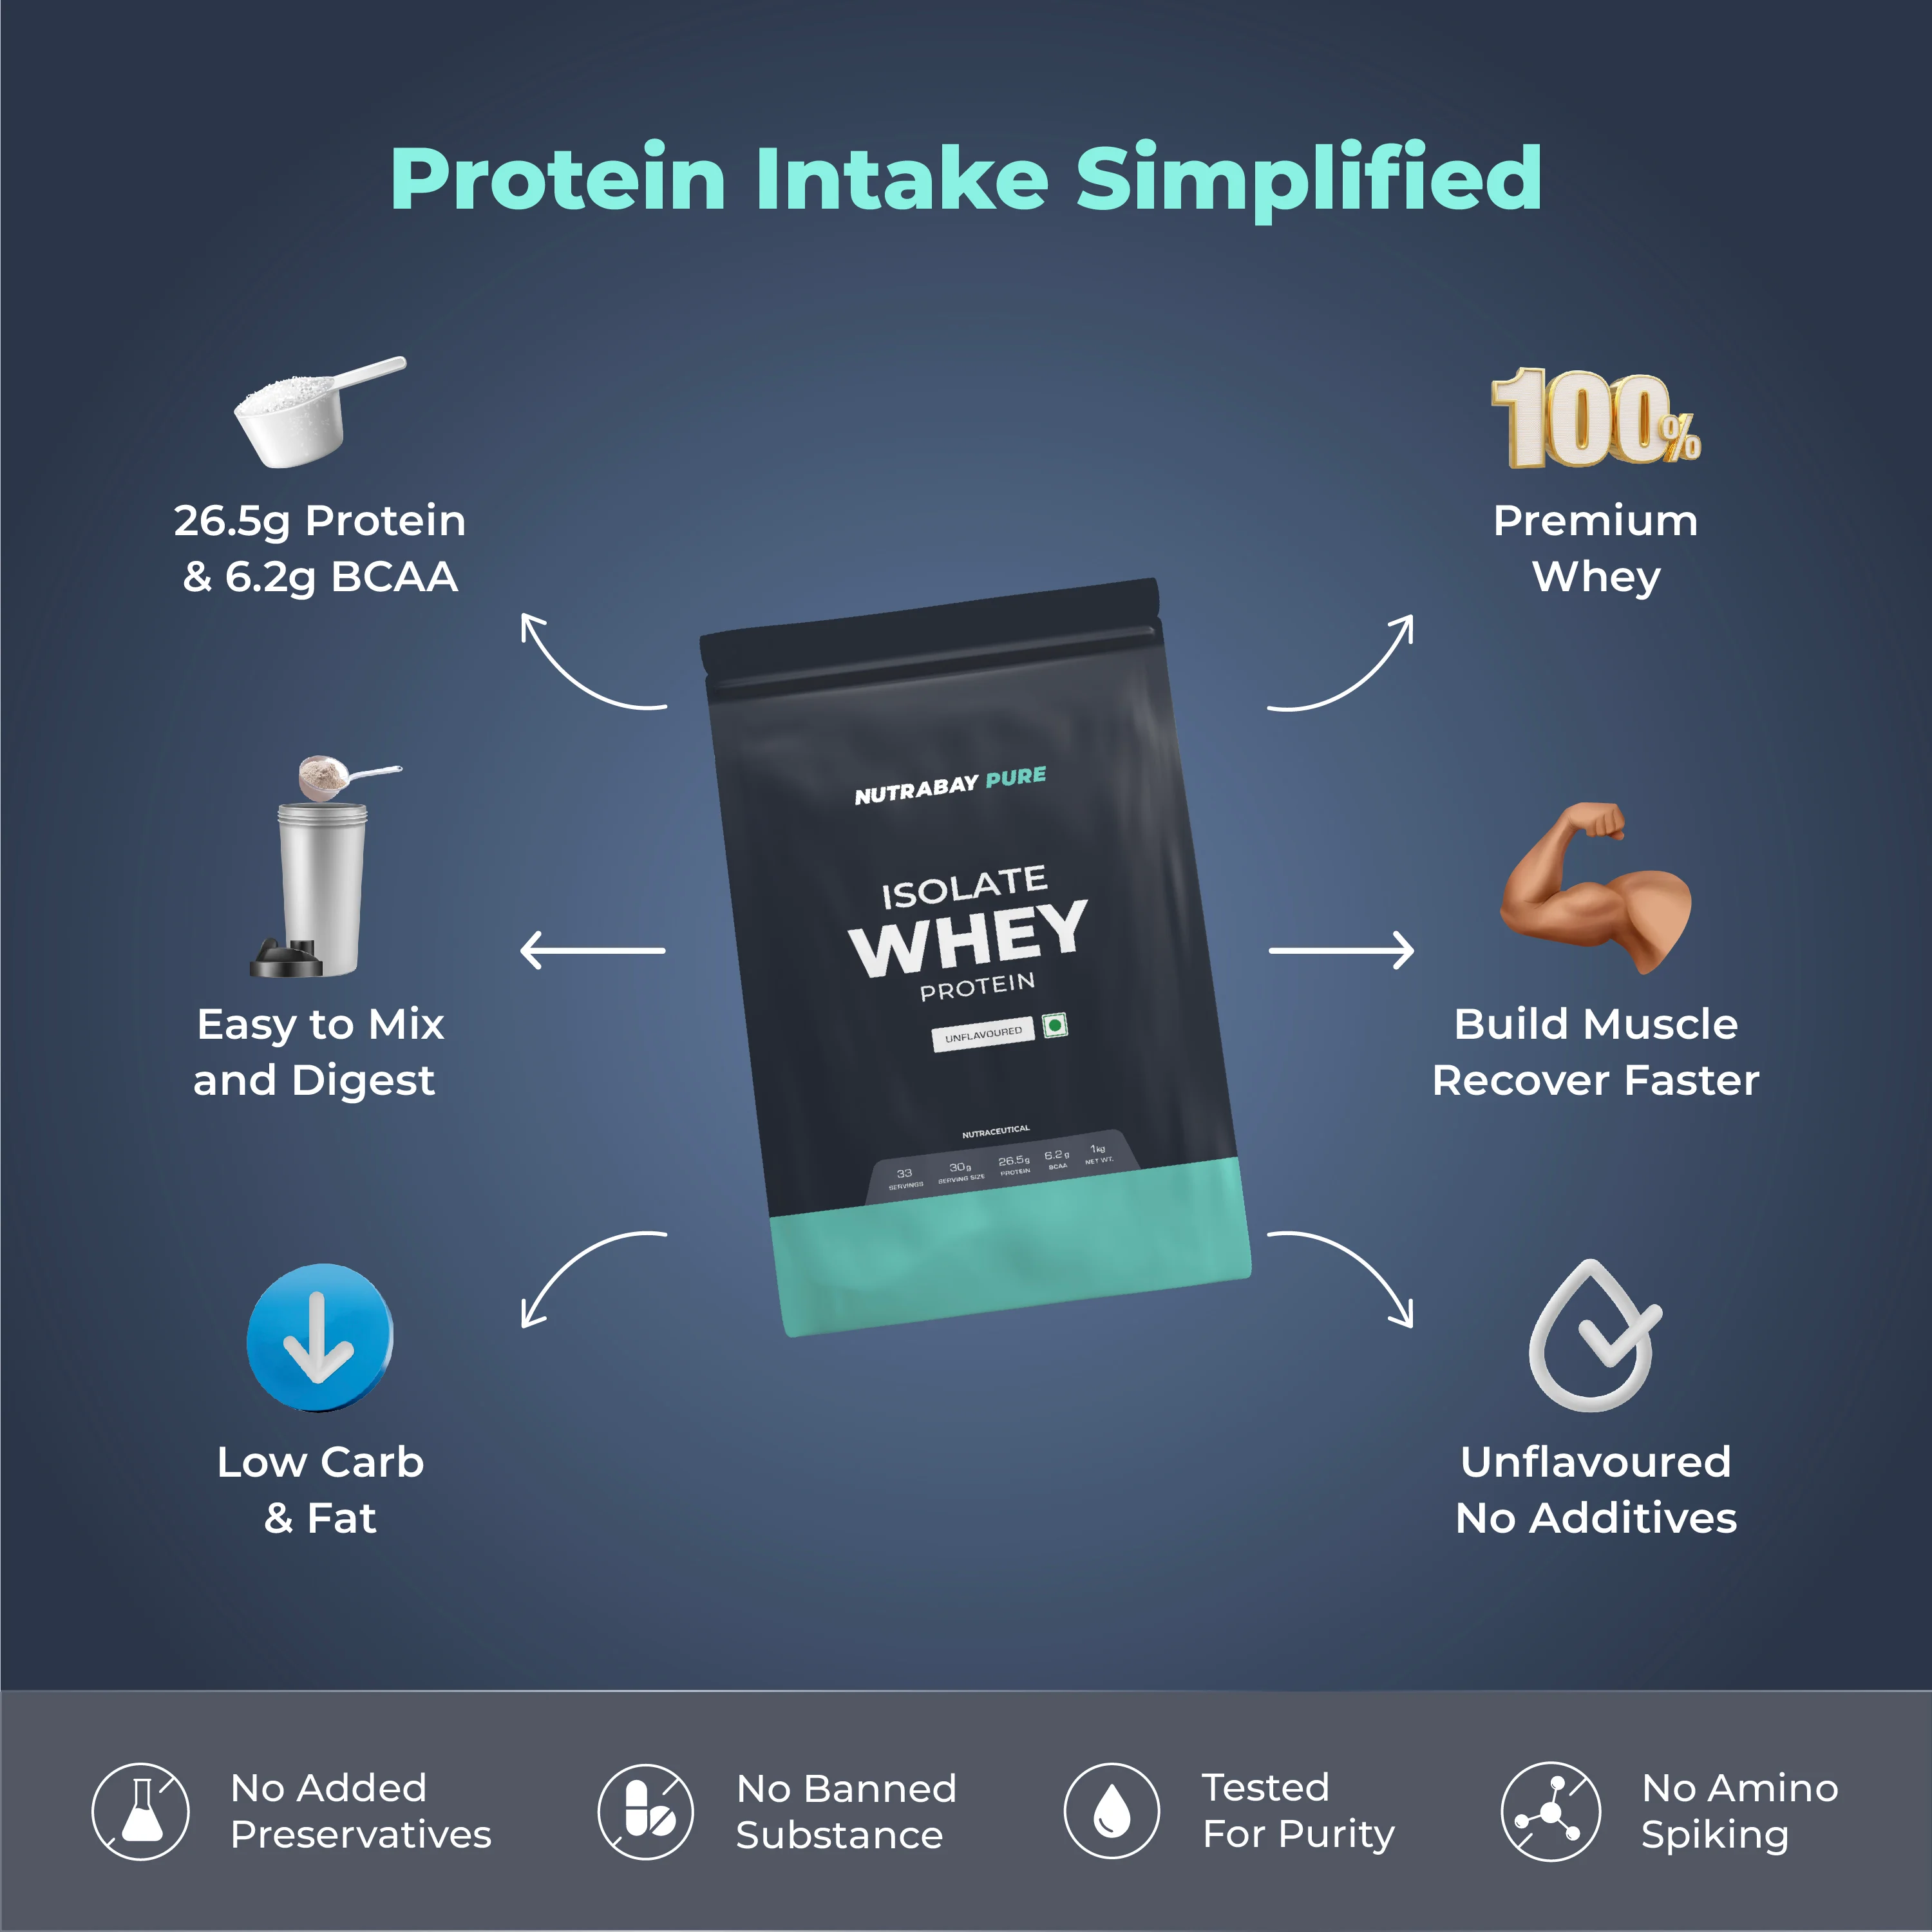 Protein Intake Simplified
26.5g Protein
& 6.2g BCAA
100%
Premium
Whey
NUTRABAY PURE
ISOLATE
WHEY
PROTEIN
UNFLAVOURED
NUTRACEUTICAL
33 30g 26.5g 6.2g 1kg
SERVINGS SERVING SIZE PROTEIN BCAA NET WT.
Easy to Mix
and Digest
Build Muscle
Recover Faster
Low Carb
& Fat
Unflavoured
No Additives
No Added
Preservatives
No Banned
Substance
Tested
For Purity
No Amino
Spiking